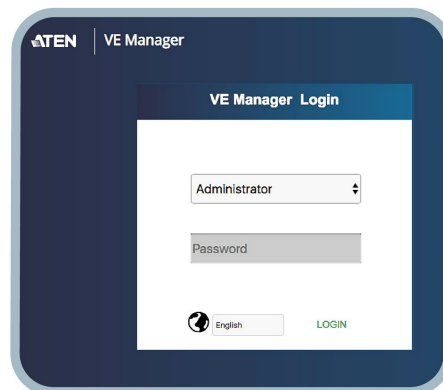 ATEN VE Manager
VE Manager Login
Administrator
Password
English LOGIN